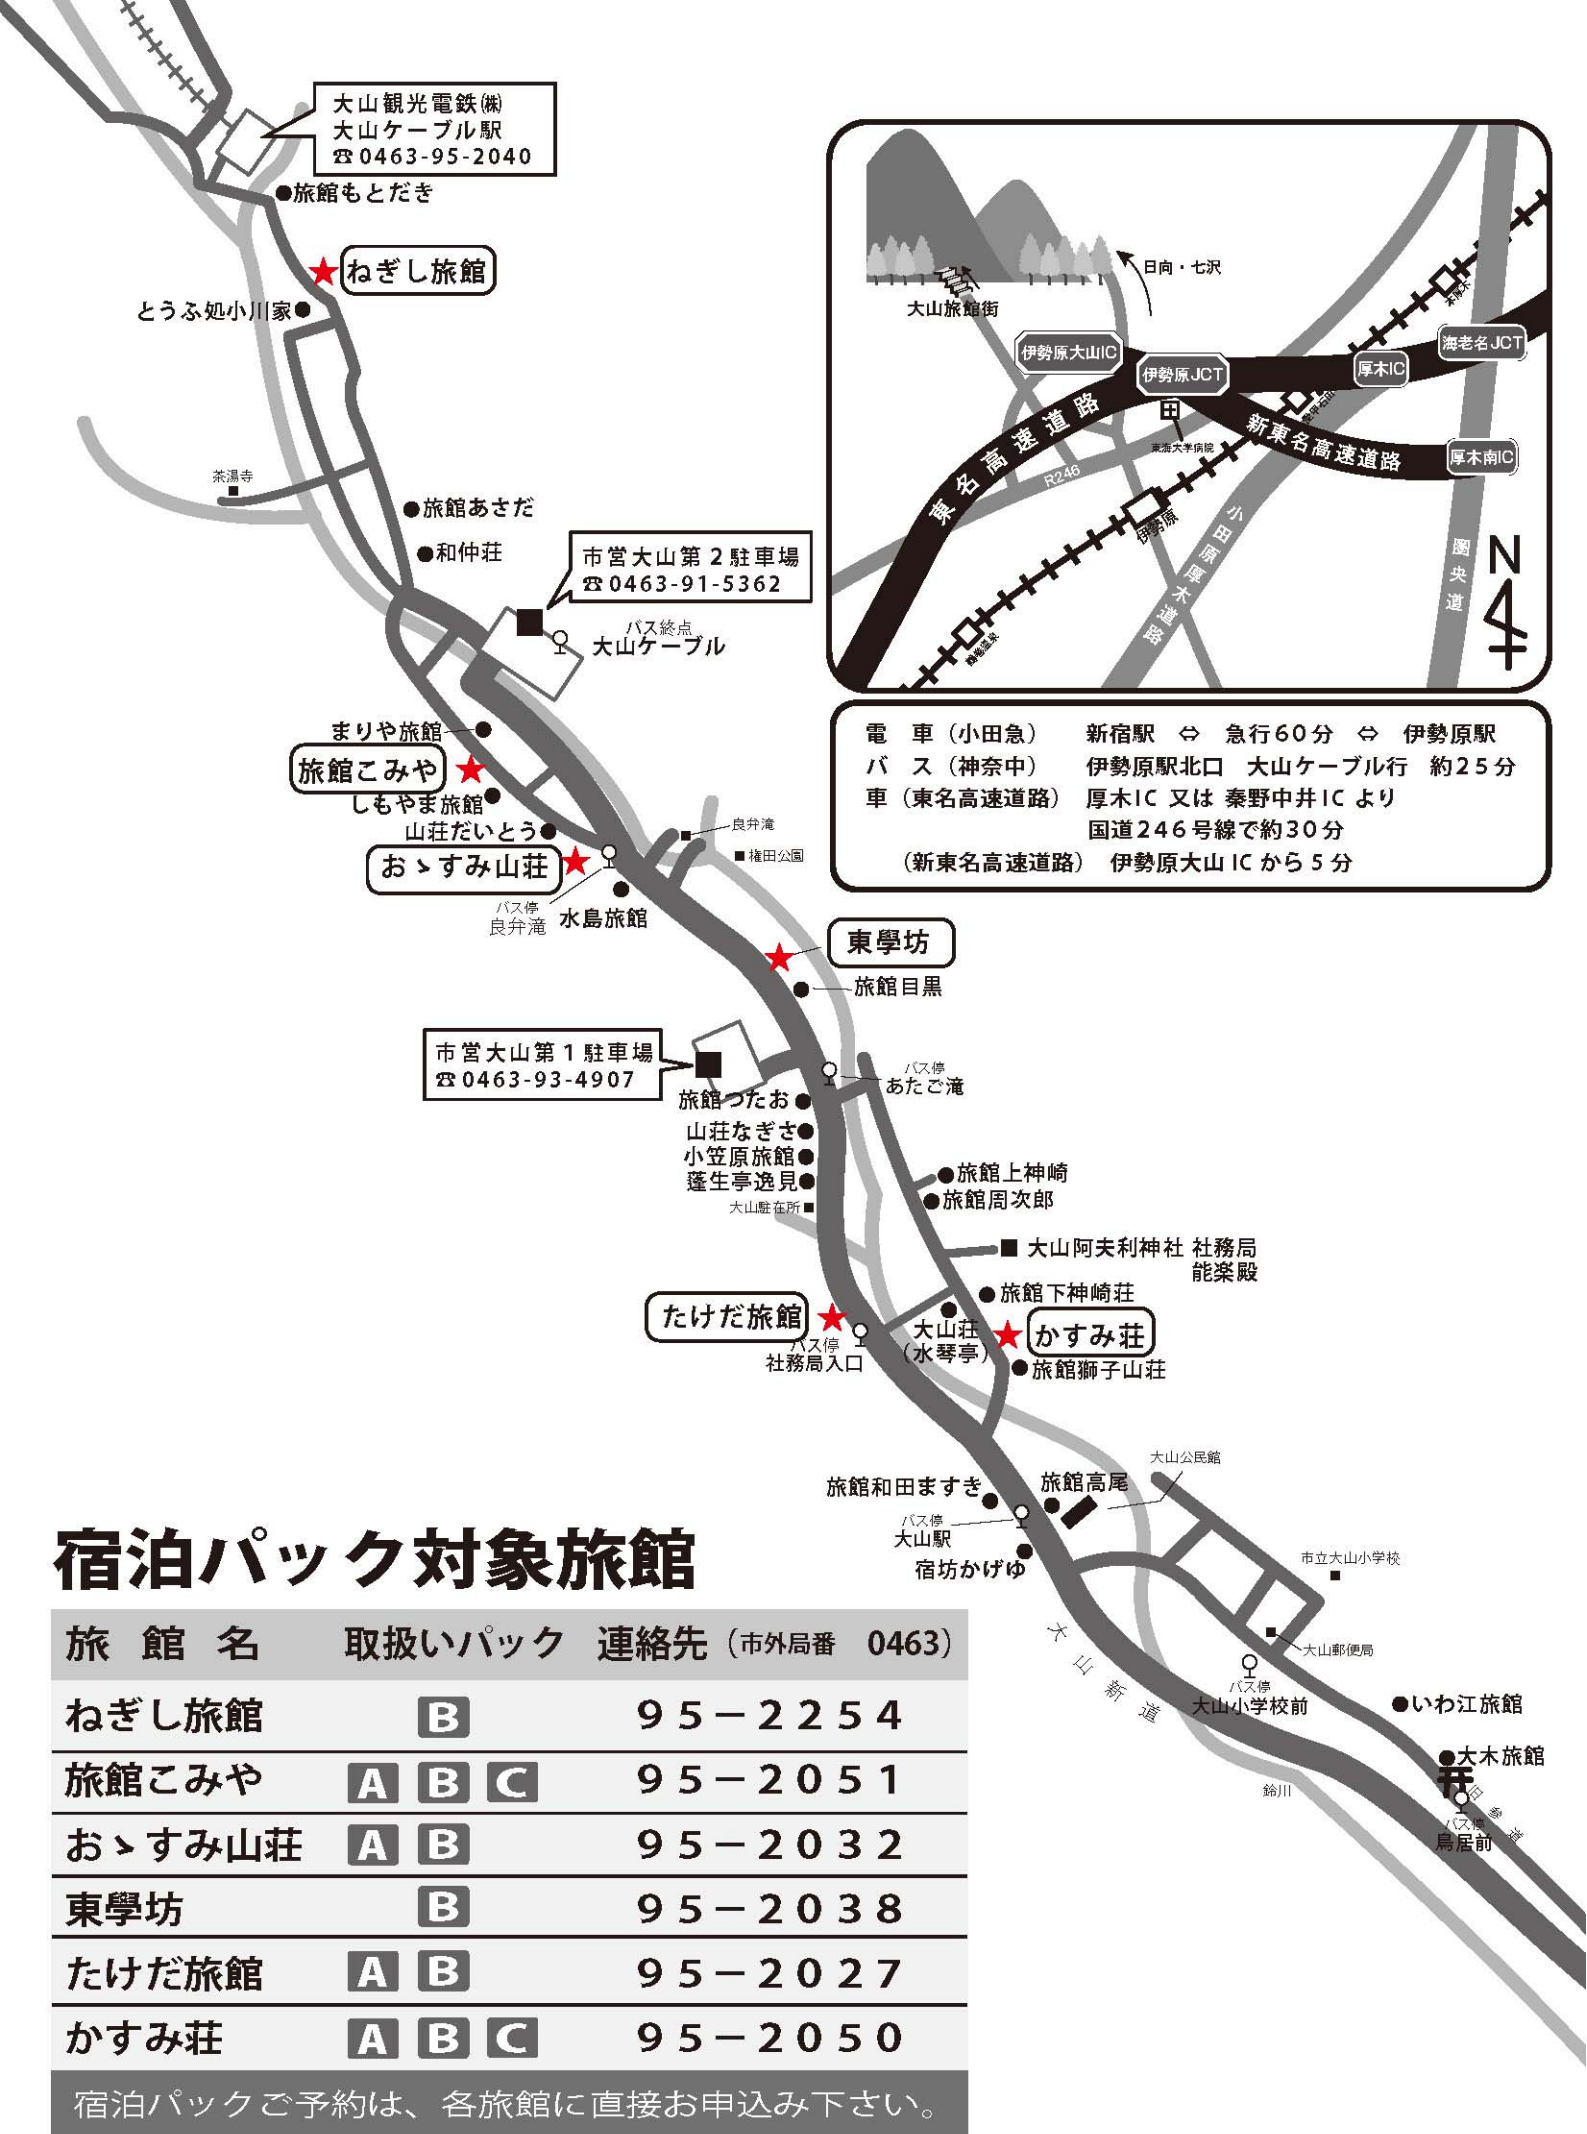 大山観光電鉄㈱
大山ケーブル駅
☎0463-95-2040
旅館もとだき
ねぎし旅館
とうふ処小川家
茶湯寺
旅館あさだ
和仲荘
市営大山第2駐車場
☎0463-91-5362
バス終点
大山ケーブル
まりや旅館
旅館こみや
しもやま旅館
山荘だいとう
おゝすみ山荘
バス停
良弁滝
水島旅館
良弁滝
権田公園
日向・七沢
大山旅館街
伊勢原大山IC
伊勢原JCT
厚木IC
海老名JCT
本厚木
東海大学病院
東名高速道路
新東名高速道路
厚木南IC
R246
伊勢原
小田原厚木道路
圏央道
N
電 車（小田急） 新宿駅 ⇔ 急行60分 ⇔ 伊勢原駅
バ ス（神奈中） 伊勢原駅北口 大山ケーブル行 約25分
車（東名高速道路） 厚木IC 又は 秦野中井IC より
国道246号線で約30分
（新東名高速道路） 伊勢原大山ICから5分
東學坊
旅館目黒
市営大山第1駐車場
☎0463-93-4907
バス停
あたご滝
旅館つたお
山荘なぎさ
小笠原旅館
蓬生亭逸見
大山駐在所
旅館上神崎
旅館周次郎
大山阿夫利神社 社務局
能楽殿
旅館下神崎荘
たけだ旅館
バス停
社務局入口
大山荘
（水琴亭）
かすみ荘
旅館獅子山荘
旅館和田ますき
バス停
大山駅
宿坊かげゆ
旅館高尾
大山公民館
市立大山小学校
大山郵便局
バス停
大山小学校前
大山新道
いわ江旅館
大木旅館
旧参道
バス停
鳥居前
鈴川
宿泊パック対象旅館
旅 館 名 取扱いパック 連絡先（市外局番 0463）
ねぎし旅館 B 95－2254
旅館こみや A B C 95－2051
おゝすみ山荘 A B 95－2032
東學坊 B 95－2038
たけだ旅館 A B 95－2027
かすみ荘 A B C 95－2050
宿泊パックご予約は、各旅館に直接お申込み下さい。